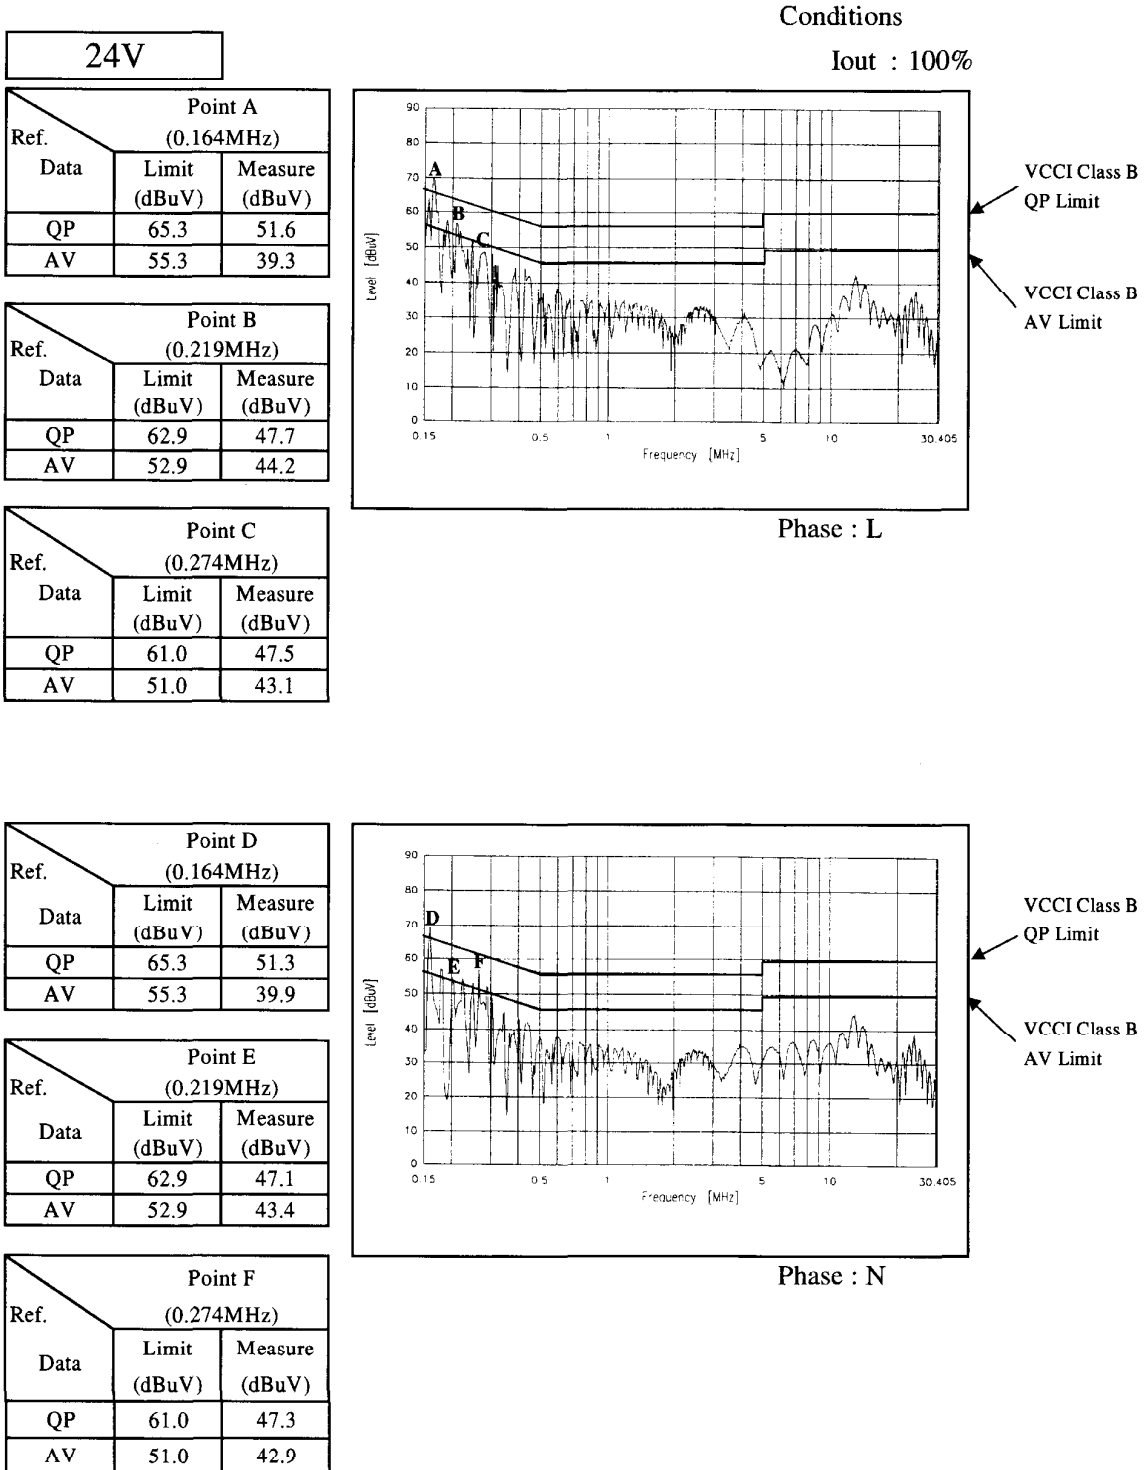 Conditions
24V
Iout : 100%
Point A
Ref.
(0.164MHz)
Data
Limit
Measure
(dBuV)
(dBuV)
QP
65.3
51.6
AV
55.3
39.3
Point B
Ref.
(0.219MHz)
Data
Limit
Measure
(dBuV)
(dBuV)
QP
62.9
47.7
AV
52.9
44.2
Point C
Ref.
(0.274MHz)
Data
Limit
Measure
(dBuV)
(dBuV)
QP
61.0
47.5
AV
51.0
43.1
90
80
70
60
50
40
30
20
10
0
Level [dBuV]
A
B
C
0.15
0.5
1
5
10
30.405
Frequency [MHz]
VCCI Class B
QP Limit
VCCI Class B
AV Limit
Phase : L
Point D
Ref.
(0.164MHz)
Data
Limit
Measure
(dBuV)
(dBuV)
QP
65.3
51.3
AV
55.3
39.9
Point E
Ref.
(0.219MHz)
Data
Limit
Measure
(dBuV)
(dBuV)
QP
62.9
47.1
AV
52.9
43.4
Point F
Ref.
(0.274MHz)
Data
Limit
Measure
(dBuV)
(dBuV)
QP
61.0
47.3
AV
51.0
42.9
90
80
70
60
50
40
30
20
10
0
Level [dBuV]
D
E
F
0.15
0.5
1
5
10
30.405
Frequency [MHz]
VCCI Class B
QP Limit
VCCI Class B
AV Limit
Phase : N